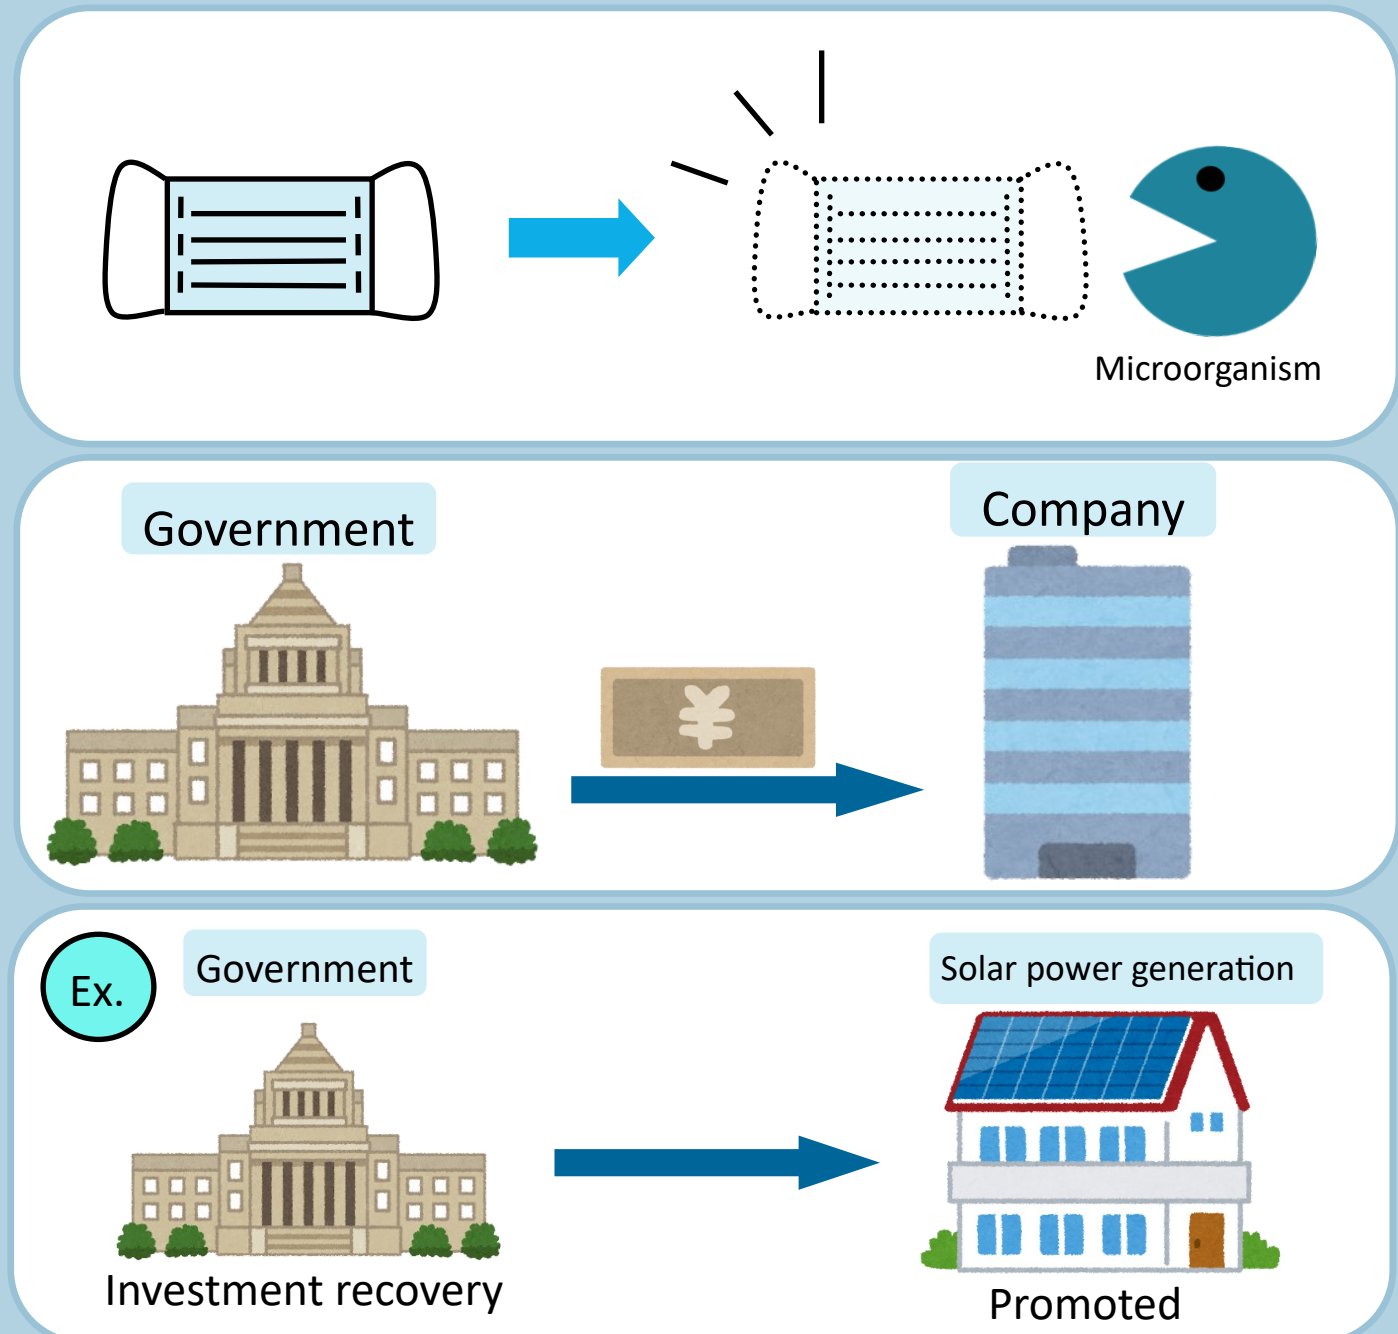 Microorganism
Government
Company
¥
Ex.
Government
Solar power generation
Investment recovery
Promoted